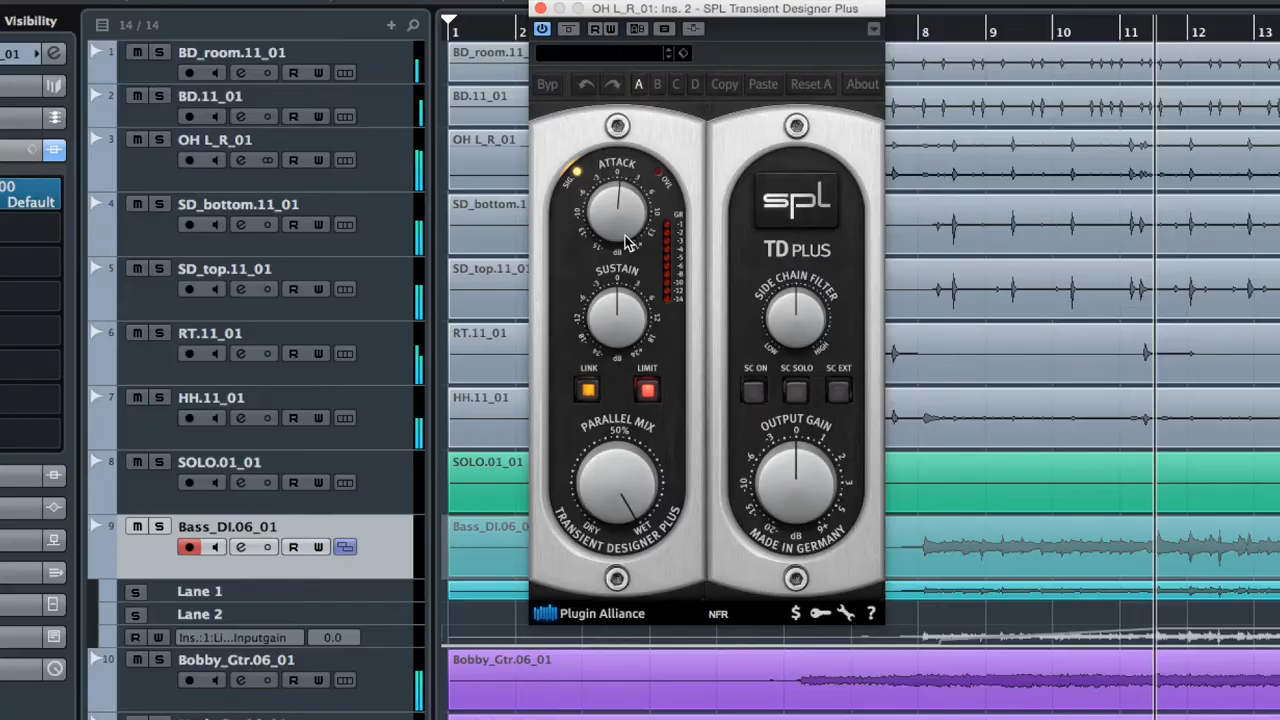 Visibility
14 / 14
OH L_R_01: Ins. 2 - SPL Transient Designer Plus
1
2
8
9
10
11
12
13
_01
00
Default
Byp
A
B
C
D
Copy
Paste
Reset A
About
1
M S
BD_room.11_01
R W
2
M S
BD.11_01
R W
3
M S
OH L_R_01
R W
4
M S
SD_bottom.11_01
R W
5
M S
SD_top.11_01
R W
6
M S
RT.11_01
R W
7
M S
HH.11_01
R W
8
M S
SOLO.01_01
R W
9
M S
Bass_DI.06_01
R W
S
Lane 1
S
Lane 2
R W
Ins.:1:Li...Inputgain
0.0
10
M S
Bobby_Gtr.06_01
R W
BD_room.11_
BD.11_01
OH L_R_01
SD_bottom.1
SD_top.11_01
RT.11_01
HH.11_01
SOLO.01_01
Bass_DI.06_0
Bobby_Gtr.06_01
ATTACK
SIG.
OVL
GR
dB
SUSTAIN
dB
LINK
LIMIT
PARALLEL MIX
50%
DRY
WET
TRANSIENT DESIGNER PLUS
spl
TD PLUS
SIDE CHAIN FILTER
LOW
HIGH
SC ON
SC SOLO
SC EXT
OUTPUT GAIN
dB
MADE IN GERMANY
Plugin Alliance
NFR
$
?